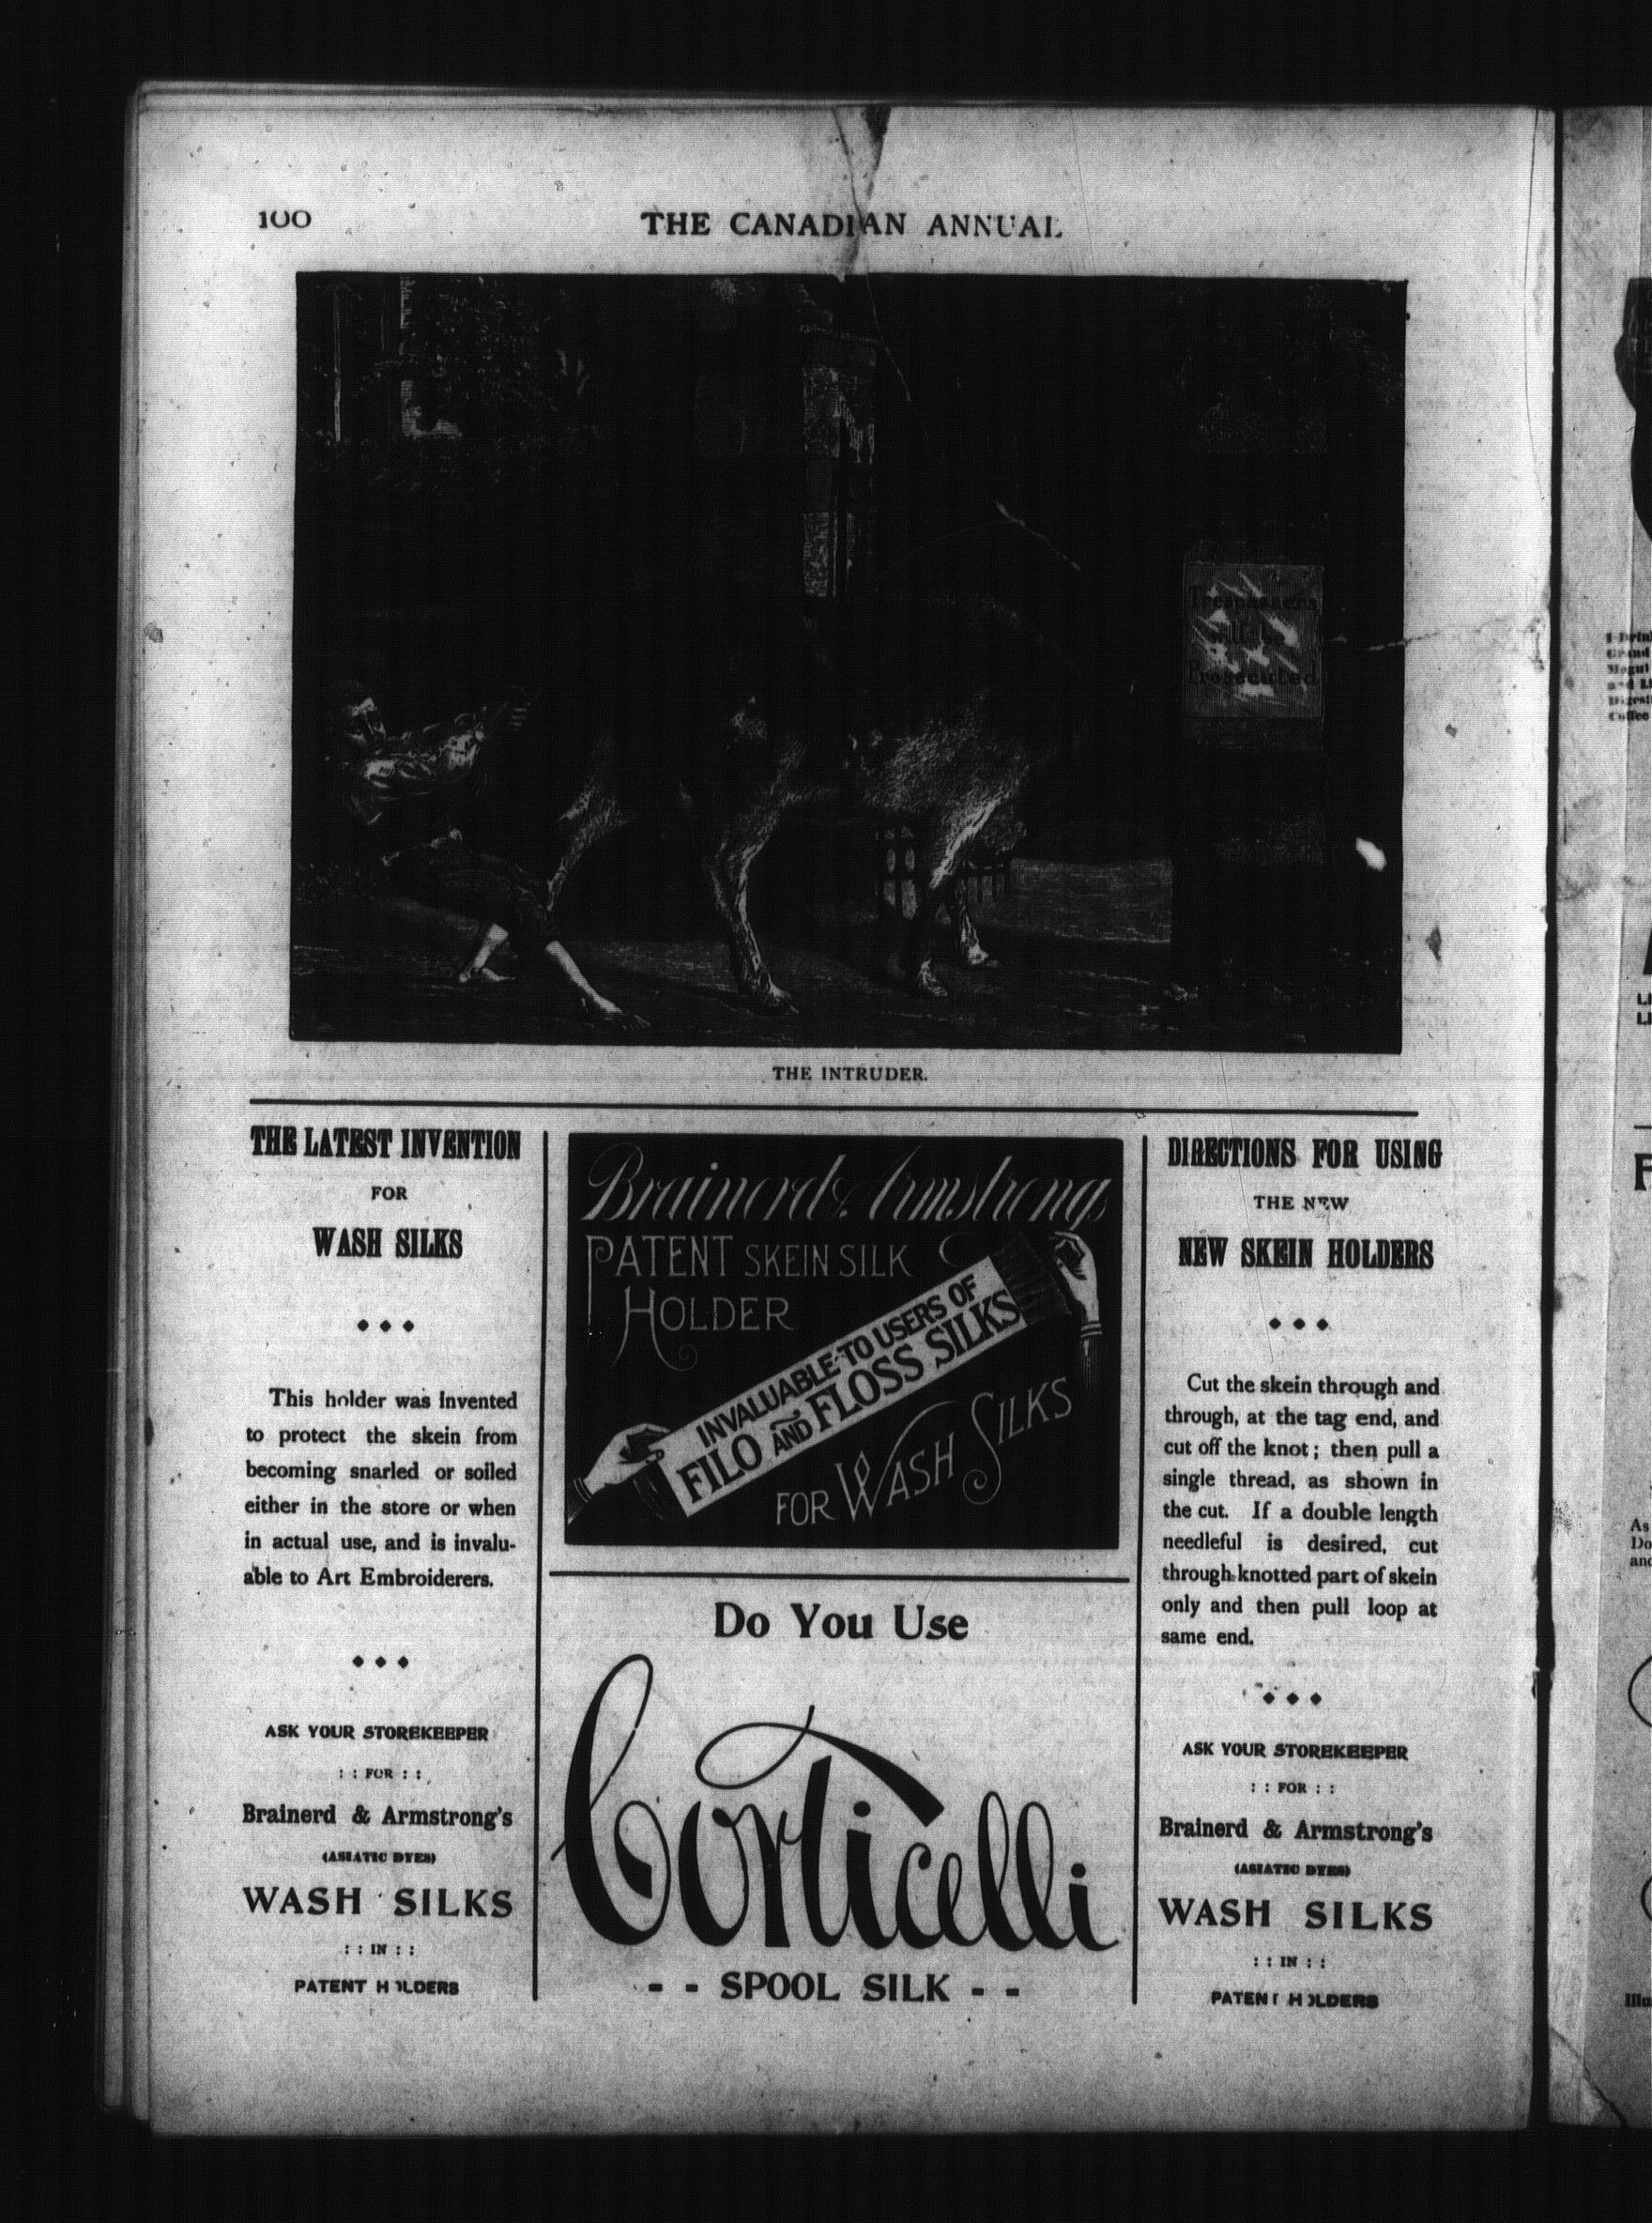 100
THE CANADIAN ANNUAL
Trespassers
will be
Prosecuted
THE INTRUDER.
THE LATEST INVENTION
FOR
WASH SILKS
This holder was invented
to protect the skein from
becoming snarled or soiled
either in the store or when
in actual use, and is invalu-
able to Art Embroiderers.
ASK YOUR STOREKEEPER
: : FOR : :
Brainerd & Armstrong's
(ASIATIC DYES)
WASH SILKS
: : IN : :
PATENT HOLDERS
Brainerd & Armstrong's
PATENT SKEIN SILK
HOLDER
INVALUABLE TO USERS OF
FILO AND FLOSS SILKS
FOR WASH SILKS
Do You Use
Corticelli
- - SPOOL SILK - -
DIRECTIONS FOR USING
THE NEW
NEW SKEIN HOLDERS
Cut the skein through and
through, at the tag end, and
cut off the knot; then pull a
single thread, as shown in
the cut. If a double length
needleful is desired, cut
through knotted part of skein
only and then pull loop at
same end.
ASK YOUR STOREKEEPER
: : FOR : :
Brainerd & Armstrong's
(ASIATIC DYES)
WASH SILKS
: : IN : :
PATENT HOLDERS
Grand
Mogul
Coffee
As
Do
and